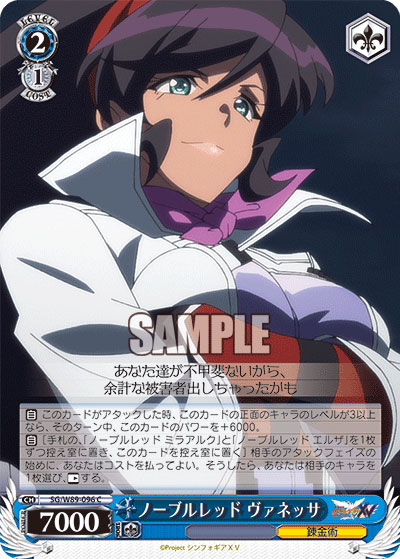 LEVEL
2
1
COST
SAMPLE
あなた達が不甲斐ないから、
余計な被害者出しちゃったかも
自 このカードがアタックした時、このカードの正面のキャラのレベルが3以上
なら、そのターン中、このカードのパワーを+6000。
自 [手札の、「ノーブルレッド ミラアルク」と「ノーブルレッド エルザ」を1枚
ずつ控え室に置き、このカードを控え室に置く] 相手のアタックフェイズの
始めに、あなたはコストを払ってよい。そうしたら、あなたは相手のキャラを
1枚選び、
CH SG/W89-096 C
7000
ノーブルレッド ヴァネッサ
XV
錬金術
©Project シンフォギアXV